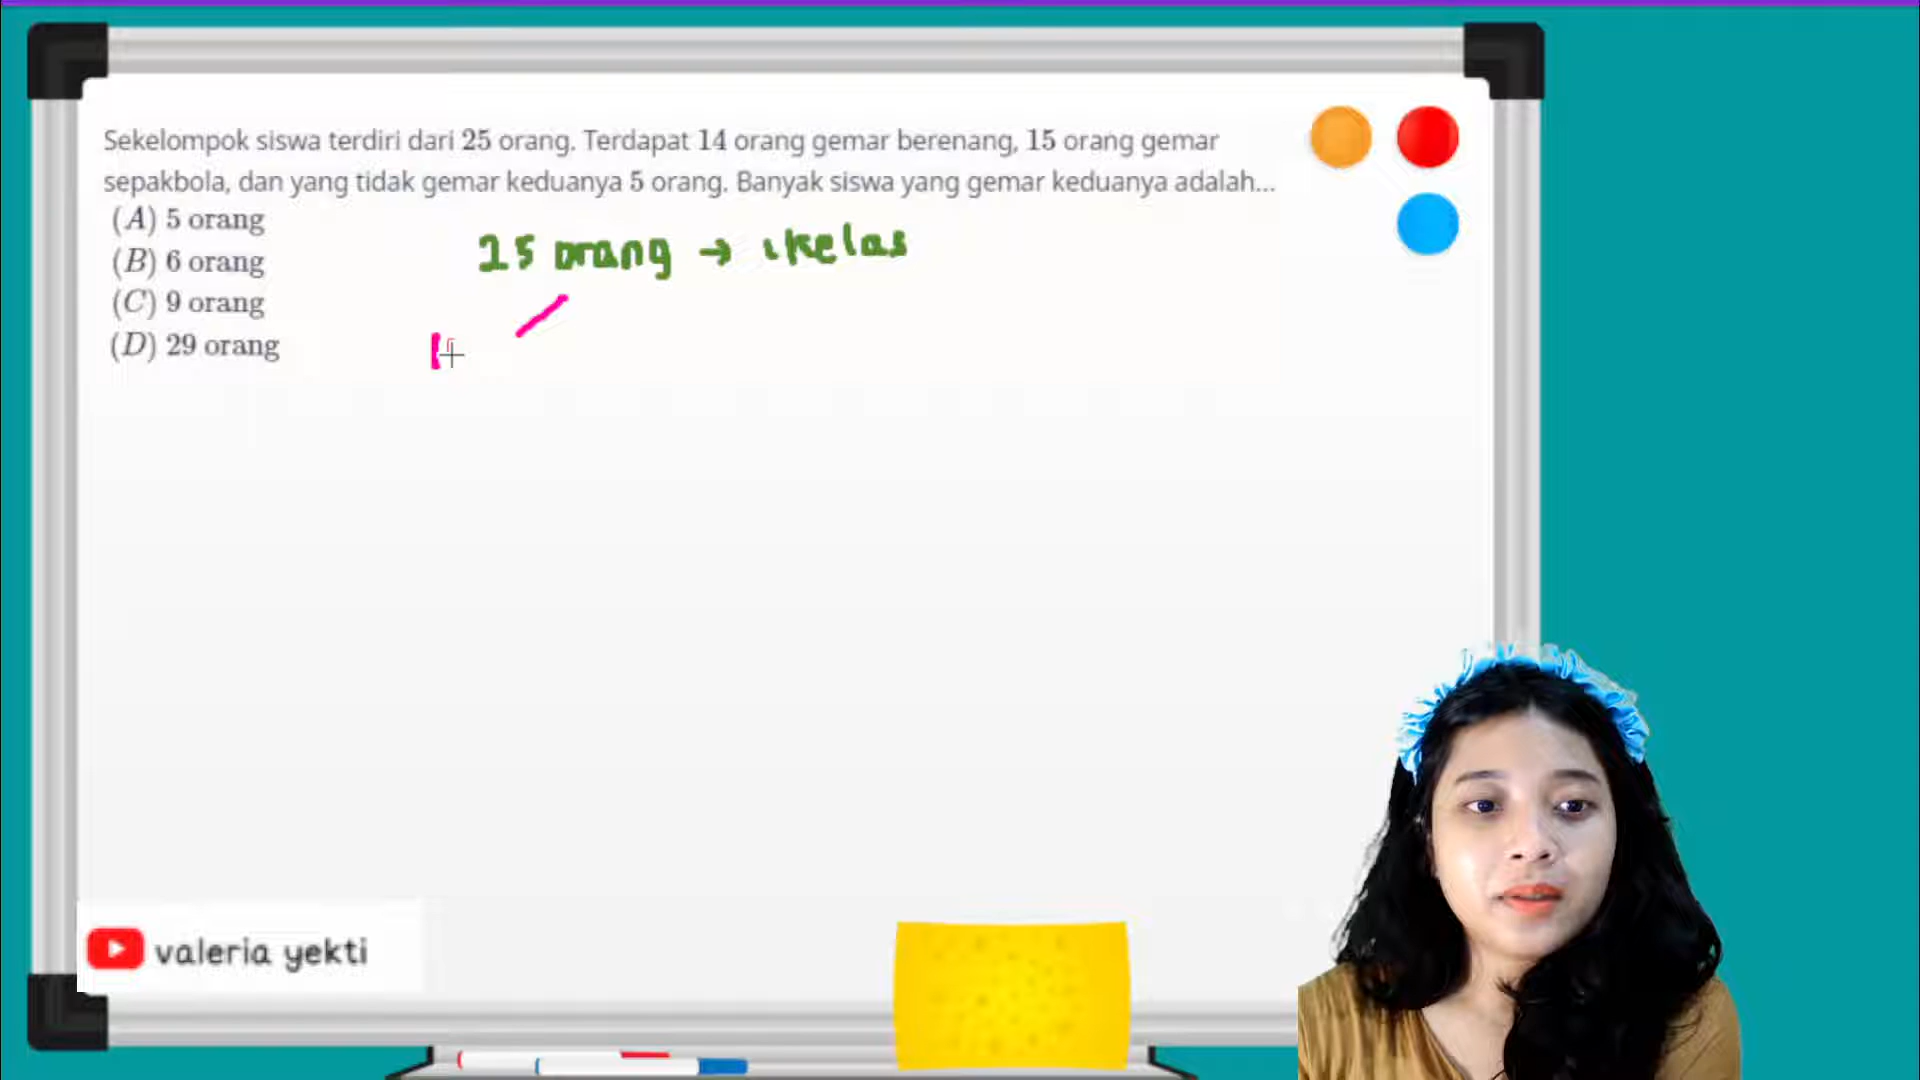 Sekelompok siswa terdiri dari 25 orang. Terdapat 14 orang gemar berenang, 15 orang gemar
sepakbola, dan yang tidak gemar keduanya 5 orang. Banyak siswa yang gemar keduanya adalah...
(A) 5 orang
(B) 6 orang
(C) 9 orang
(D) 29 orang
25 orang → 1 kelas
valeria yekti